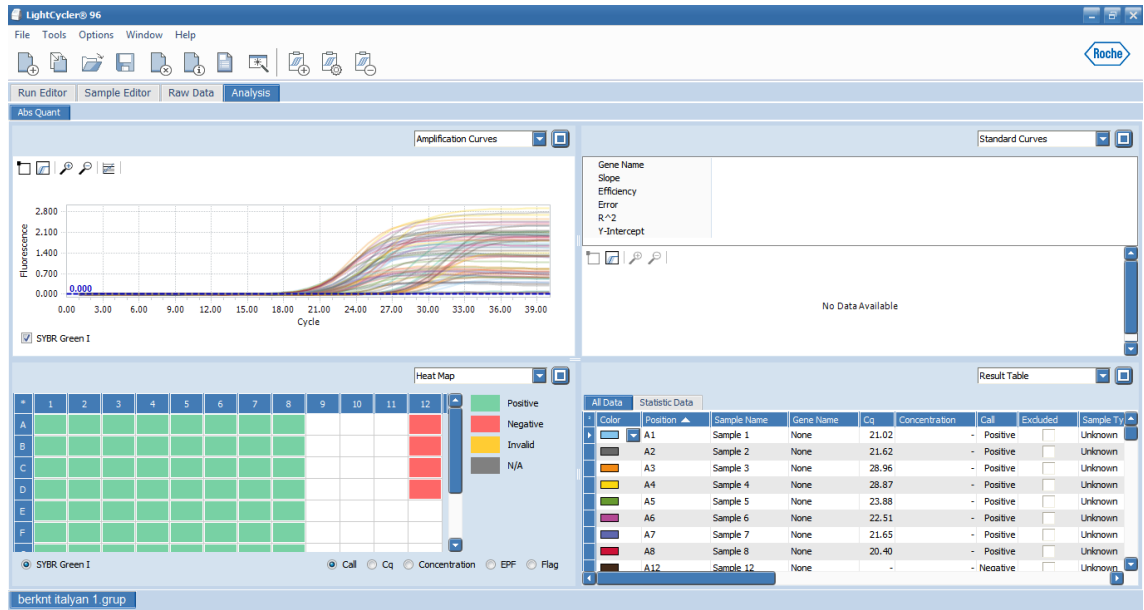 LightCycler® 96
File Tools Options Window Help
Roche
Run Editor Sample Editor Raw Data Analysis
Abs Quant
Amplification Curves
Standard Curves
Gene Name
Slope
Efficiency
Error
R^2
Y-Intercept
Fluorescence
2.800
2.100
1.400
0.700
0.000
0.000
0.00 3.00 6.00 9.00 12.00 15.00 18.00 21.00 24.00 27.00 30.00 33.00 36.00 39.00
Cycle
SYBR Green I
No Data Available
Heat Map
Result Table
* 1 2 3 4 5 6 7 8 9 10 11 12
A
B
C
D
E
F
Positive
Negative
Invalid
N/A
SYBR Green I Call Cq Concentration EPF Flag
All Data Statistic Data
* Color Position Sample Name Gene Name Cq Concentration Call Excluded Sample Ty
A1 Sample 1 None 21.02 - Positive Unknown
A2 Sample 2 None 21.62 - Positive Unknown
A3 Sample 3 None 28.96 - Positive Unknown
A4 Sample 4 None 28.87 - Positive Unknown
A5 Sample 5 None 23.88 - Positive Unknown
A6 Sample 6 None 22.51 - Positive Unknown
A7 Sample 7 None 21.65 - Positive Unknown
A8 Sample 8 None 20.40 - Positive Unknown
A12 Sample 12 None - - Negative Unknown
berknt italyan 1.grup